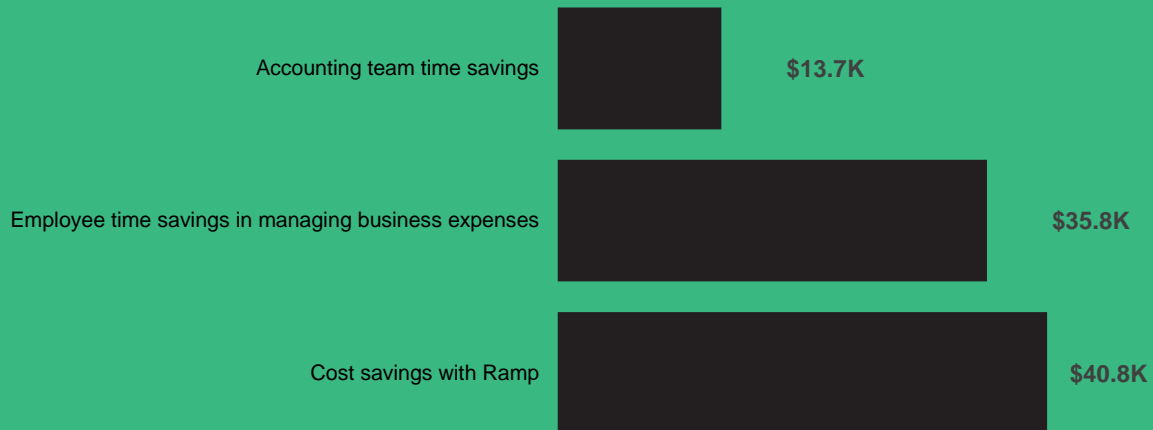 Accounting team time savings $13.7K
Employee time savings in managing business expenses $35.8K
Cost savings with Ramp $40.8K